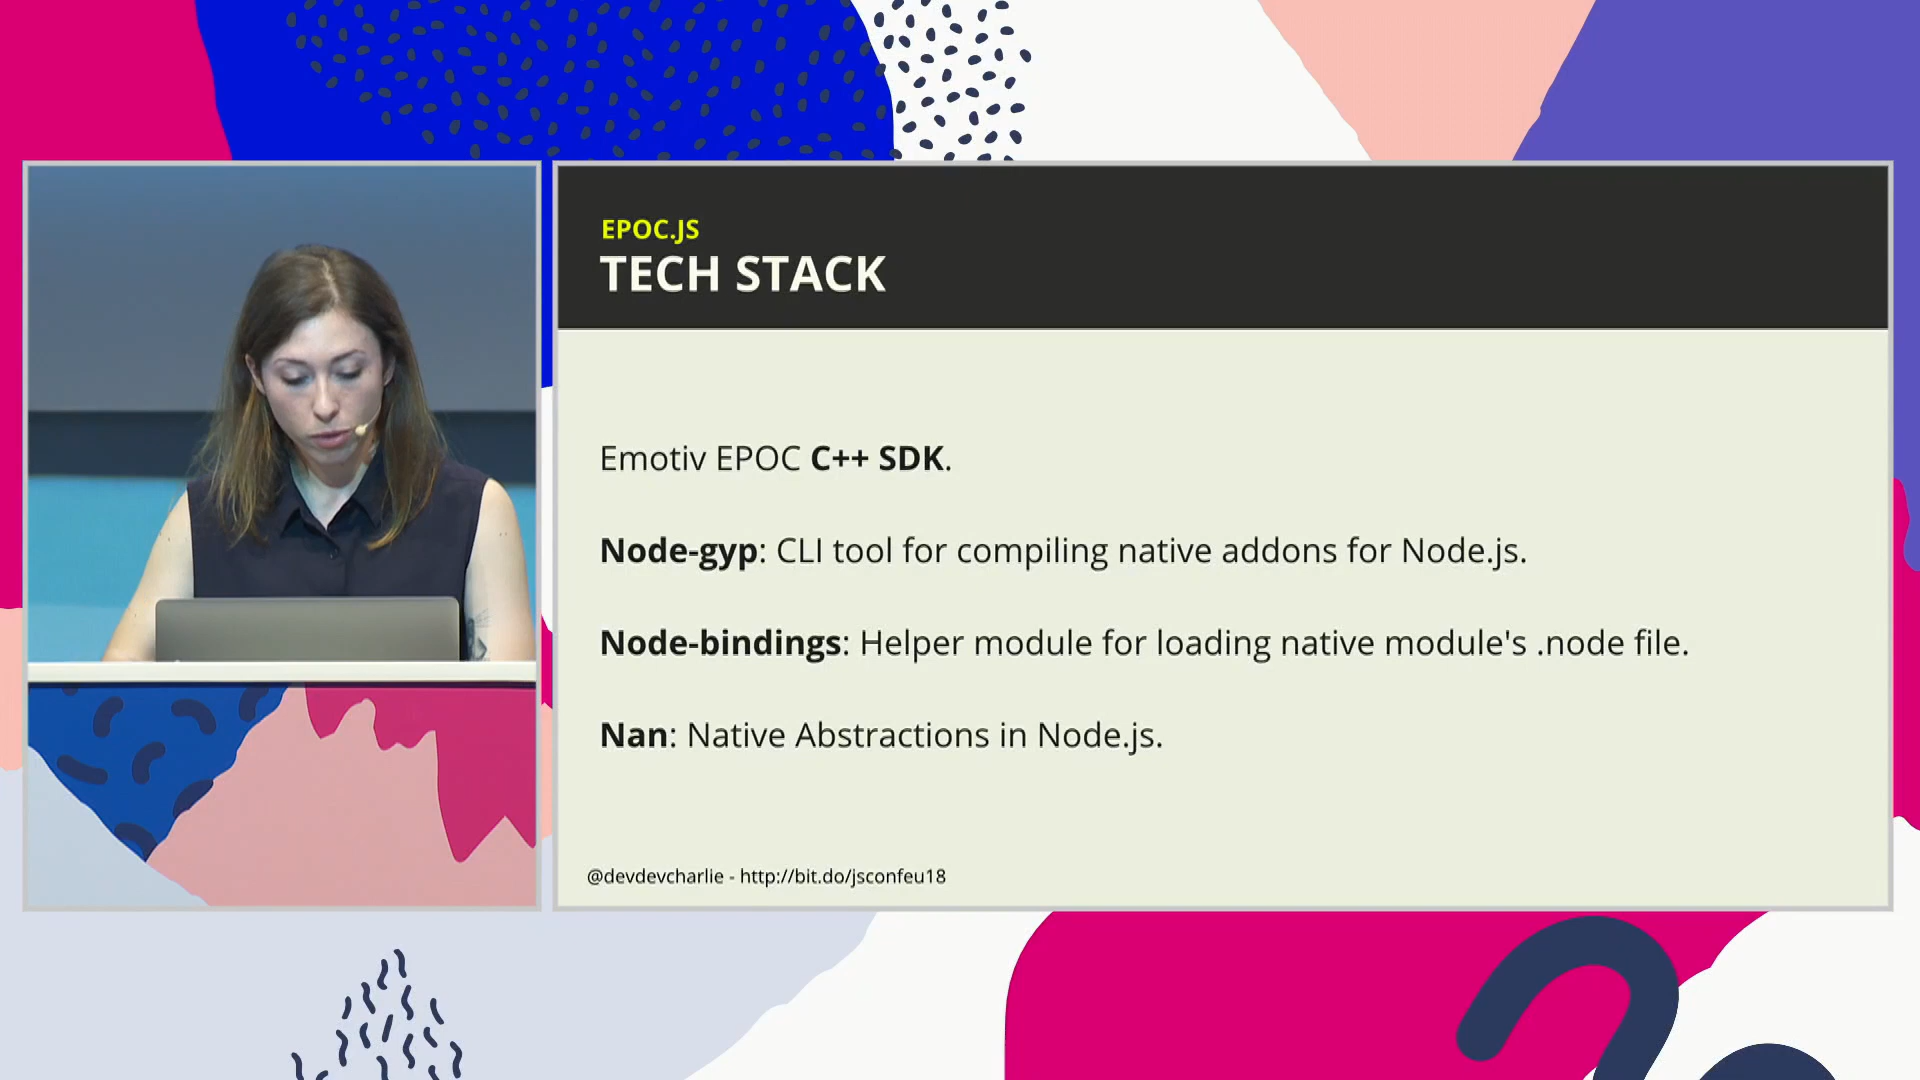 EPOC.JS
TECH STACK
Emotiv EPOC C++ SDK.
Node-gyp: CLI tool for compiling native addons for Node.js.
Node-bindings: Helper module for loading native module's .node file.
Nan: Native Abstractions in Node.js.
@devdevcharlie - http://bit.do/jsconfeu18